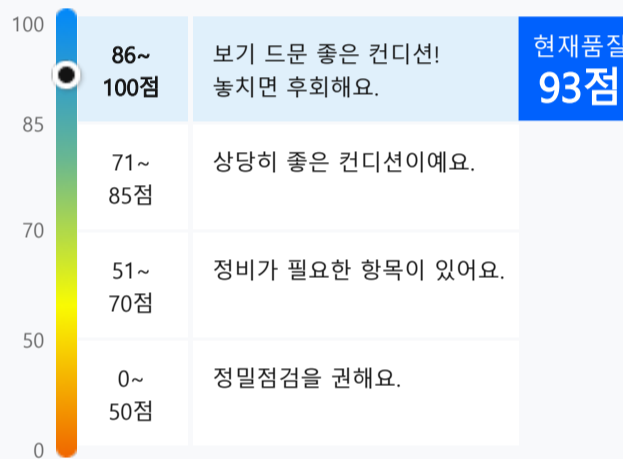 100
86~
100점
보기 드문 좋은 컨디션!
놓치면 후회해요.
현재품질
93점
85
71~
85점
상당히 좋은 컨디션이예요.
70
51~
70점
정비가 필요한 항목이 있어요.
50
0~
50점
정밀점검을 권해요.
0